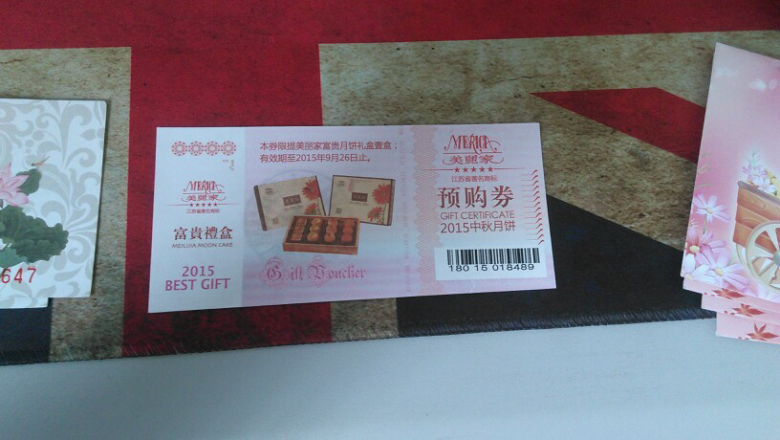 647
MERICA
美丽家
★★★★★
江苏省著名商标
富貴禮盒
MEILIJIA MOON CAKE
2015
BEST GIFT
本券限提美丽家富贵月饼礼盒壹盒；
有效期至2015年9月26日止。
Gift Voucher
MERICA
美丽家
★★★★★
江苏省著名商标
预购券
GIFT CERTIFICATE
2015中秋月饼
180 15 018489